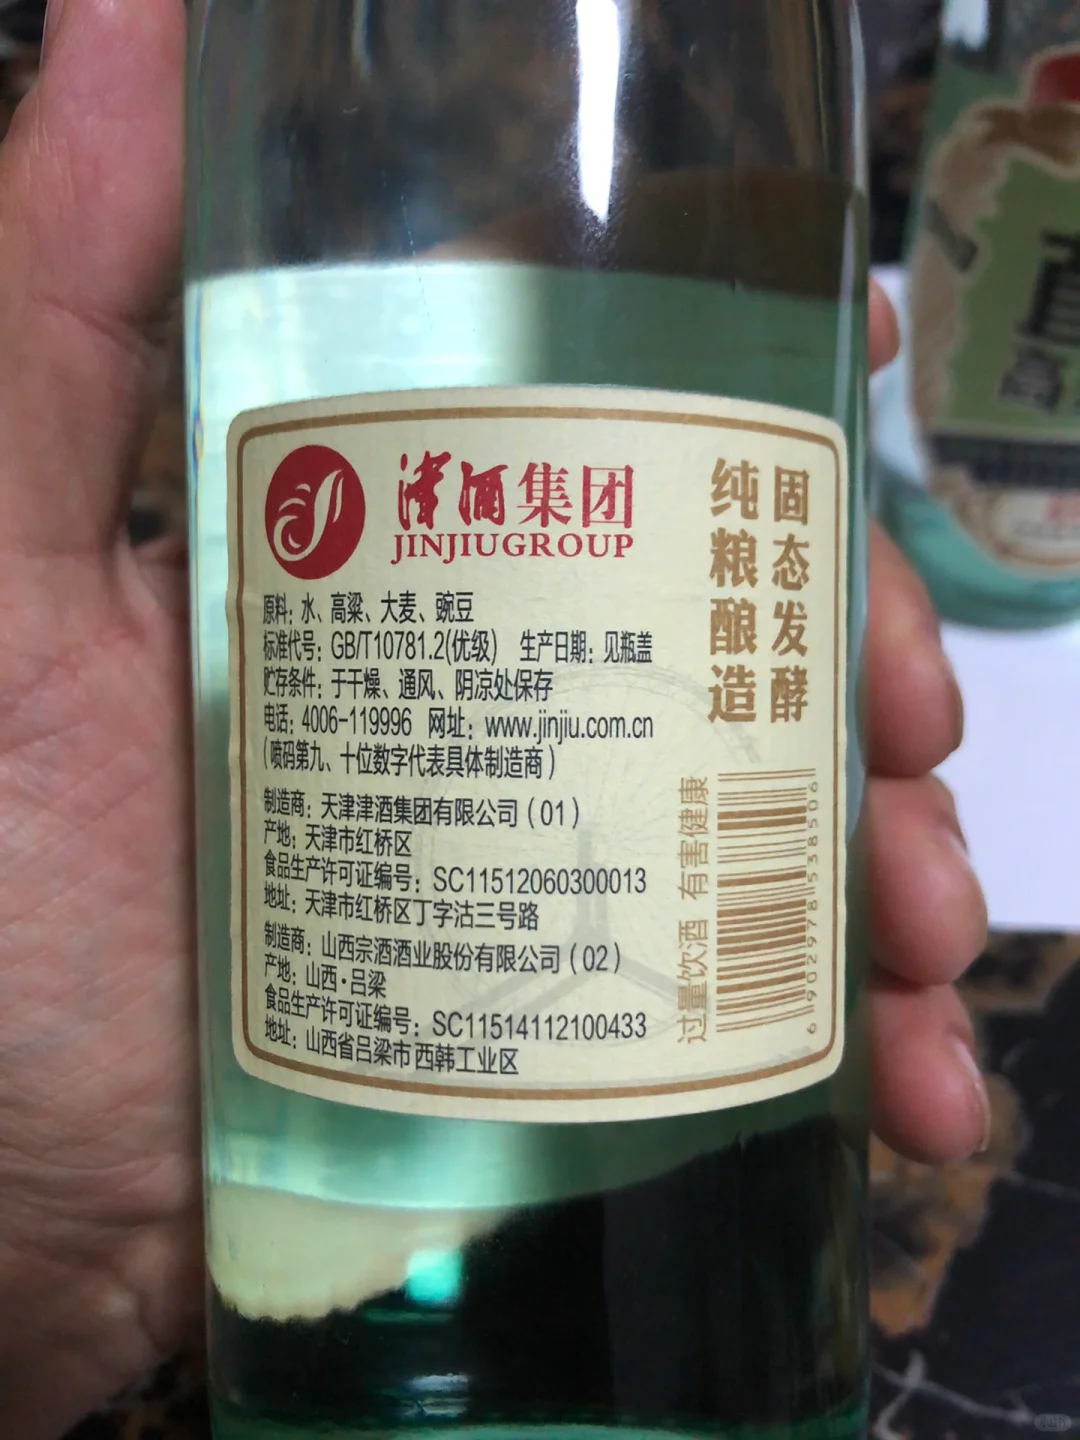 津酒集团
JINJIUGROUP
固态发酵
纯粮酿造
原料：水、高粱、大麦、豌豆
标准代号：GB/T10781.2(优级) 生产日期：见瓶盖
贮存条件：于干燥、通风、阴凉处保存
电话：4006-119996 网址：www.jinjiu.com.cn
（喷码第九、十位数字代表具体制造商）
制造商：天津津酒集团有限公司（01）
产地：天津市红桥区
食品生产许可证编号：SC11512060300013
地址：天津市红桥区丁字沽三号路
制造商：山西宗酒酒业股份有限公司（02）
产地：山西·吕梁
食品生产许可证编号：SC11514112100433
地址：山西省吕梁市西韩工业区
过量饮酒 有害健康
6902978538506
直
高